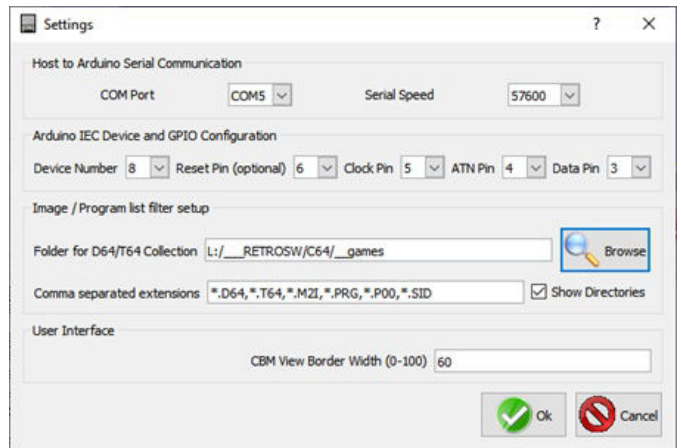 Settings
Host to Arduino Serial Communication
COM Port COM5 Serial Speed 57600
Arduino IEC Device and GPIO Configuration
Device Number 8 Reset Pin (optional) 6 Clock Pin 5 ATN Pin 4 Data Pin 3
Image / Program list filter setup
Folder for D64/T64 Collection L:/___RETROSW/C64/__games Browse
Comma separated extensions *.D64,*.T64,*.M2I,*.PRG,*.P00,*.SID Show Directories
User Interface
CBM View Border Width (0-100) 60
Ok Cancel